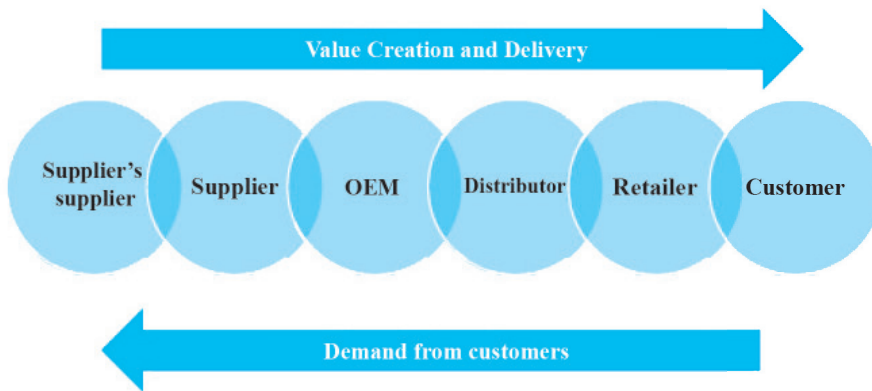 Value Creation and Delivery
Supplier’s
supplier
Supplier
OEM
Distributor
Retailer
Customer
Demand from customers